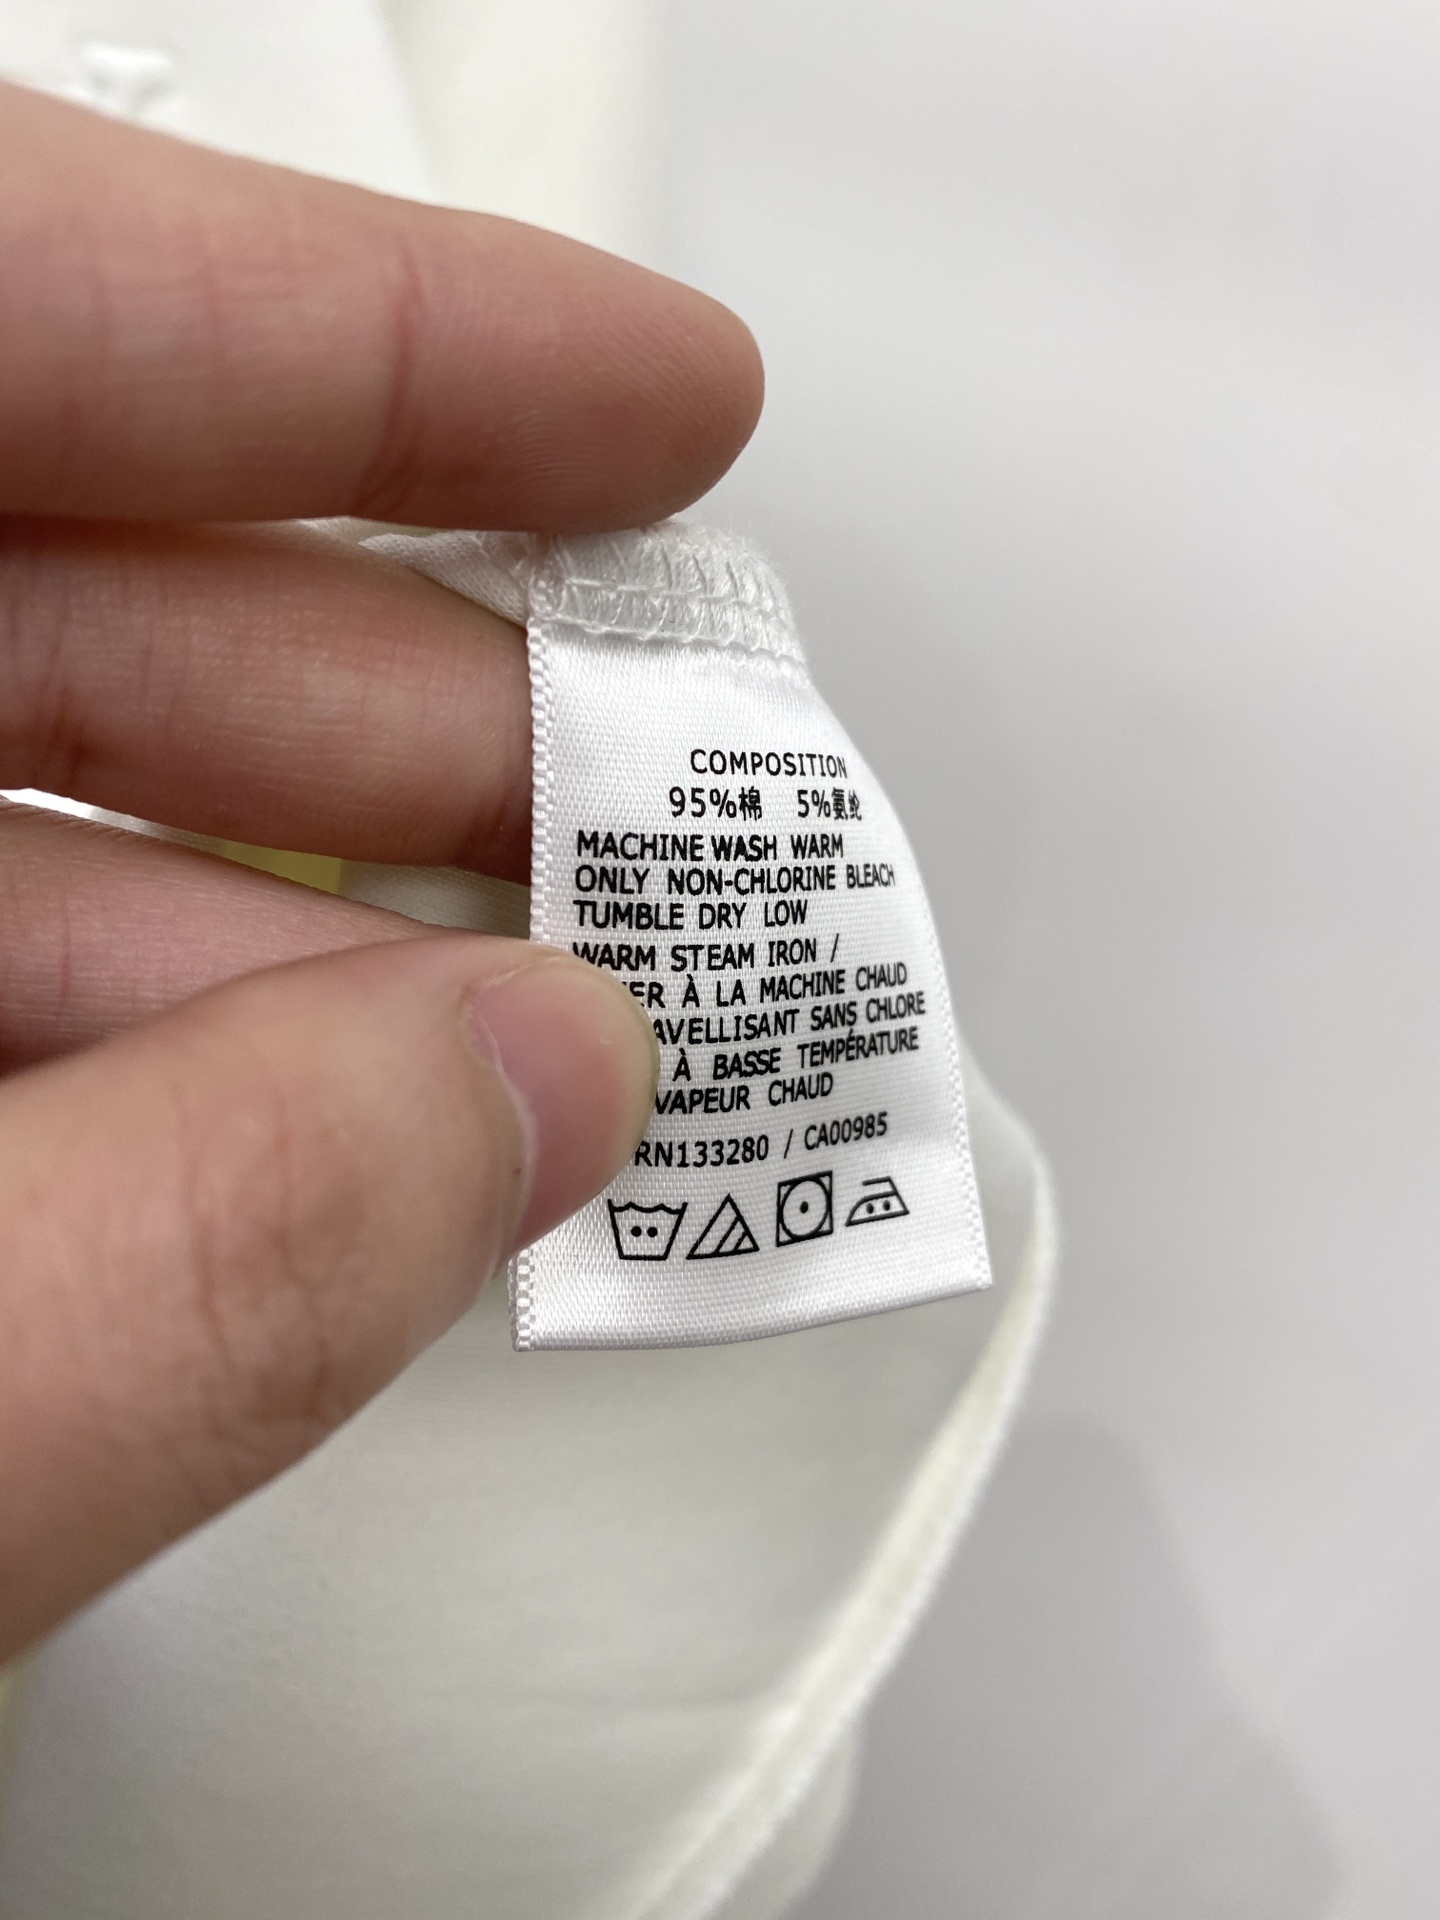 COMPOSITION
95%棉 5%氨纶
MACHINE WASH WARM
ONLY NON-CHLORINE BLEACH
TUMBLE DRY LOW
WARM STEAM IRON /
À LA MACHINE CHAUD
SANS CHLORE
À BASSE TEMPÉRATURE
VAPEUR CHAUD
RN133280 / CA00985